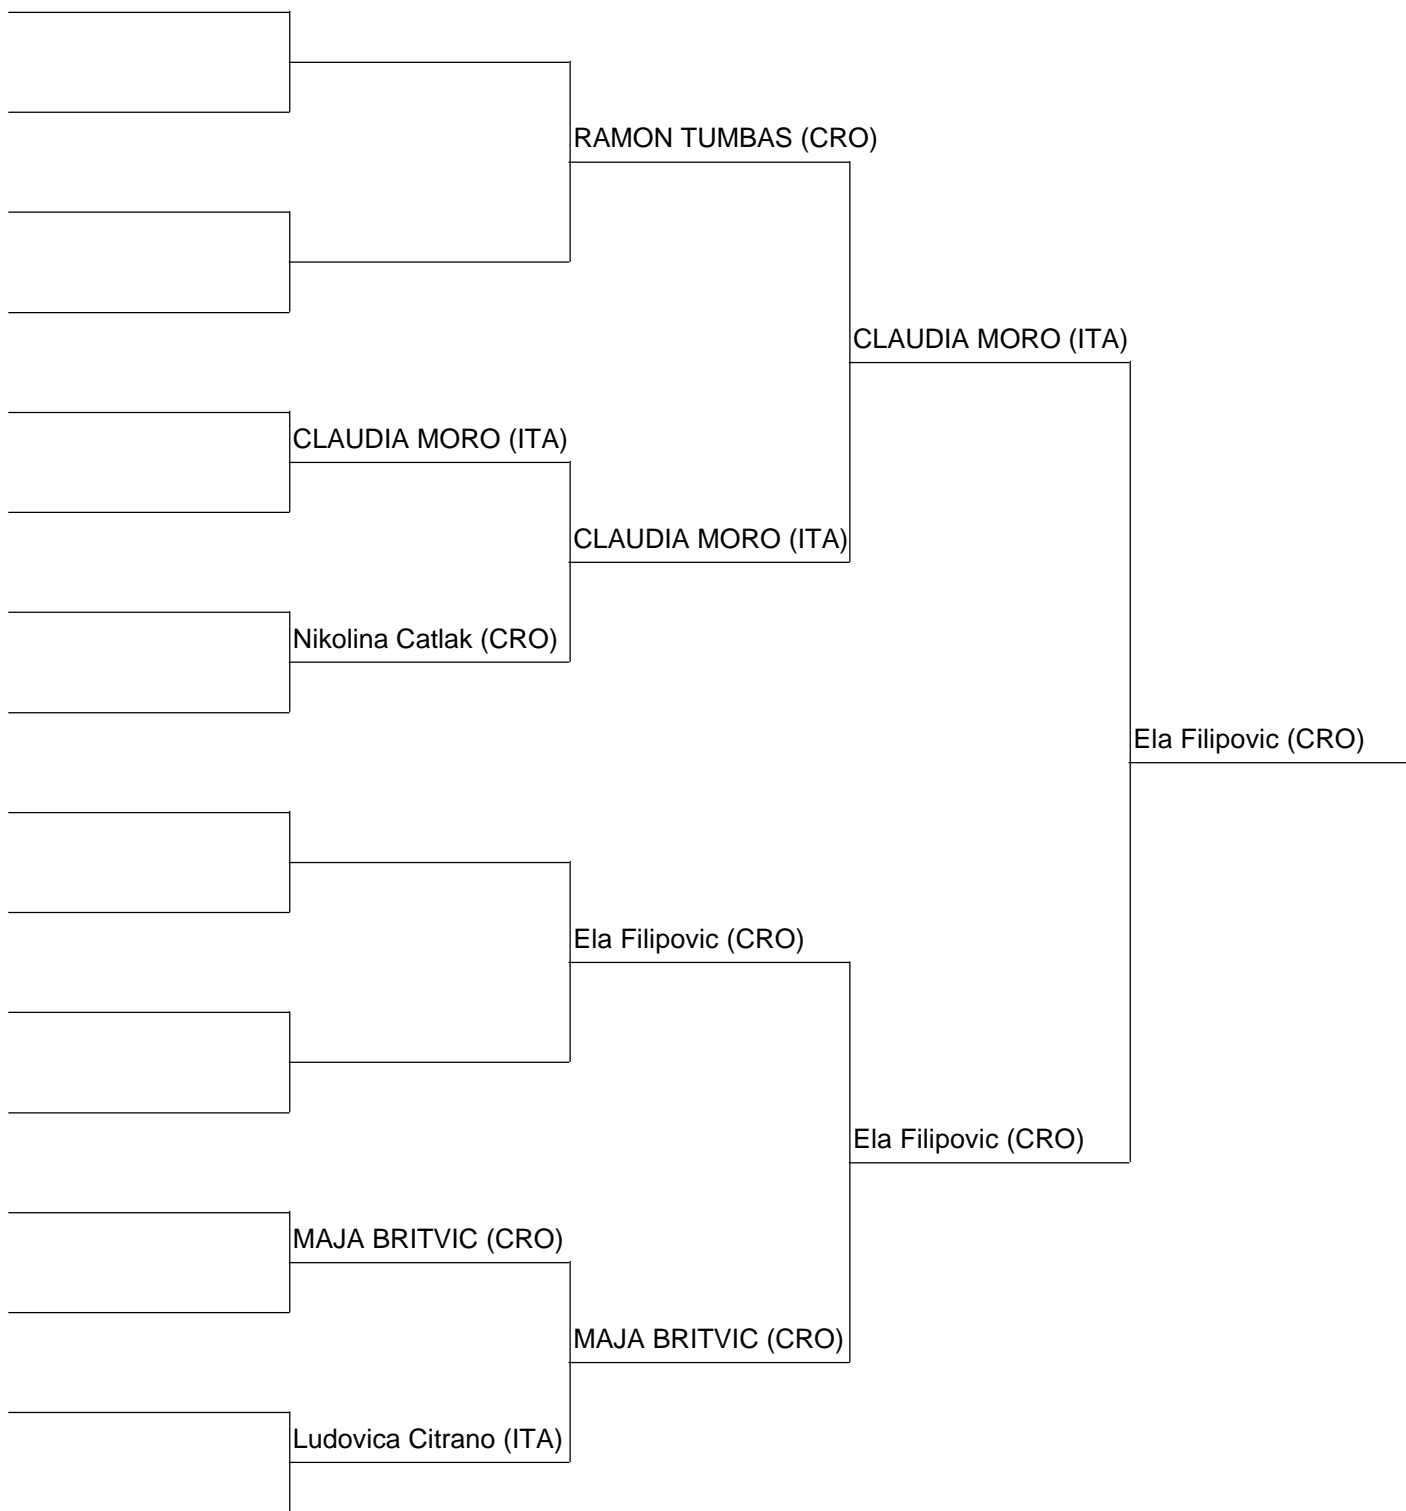 RAMON TUMBAS (CRO)
CLAUDIA MORO (ITA)
CLAUDIA MORO (ITA)
CLAUDIA MORO (ITA)
Nikolina Catlak (CRO)
Ela Filipovic (CRO)
Ela Filipovic (CRO)
Ela Filipovic (CRO)
MAJA BRITVIC (CRO)
MAJA BRITVIC (CRO)
Ludovica Citrano (ITA)